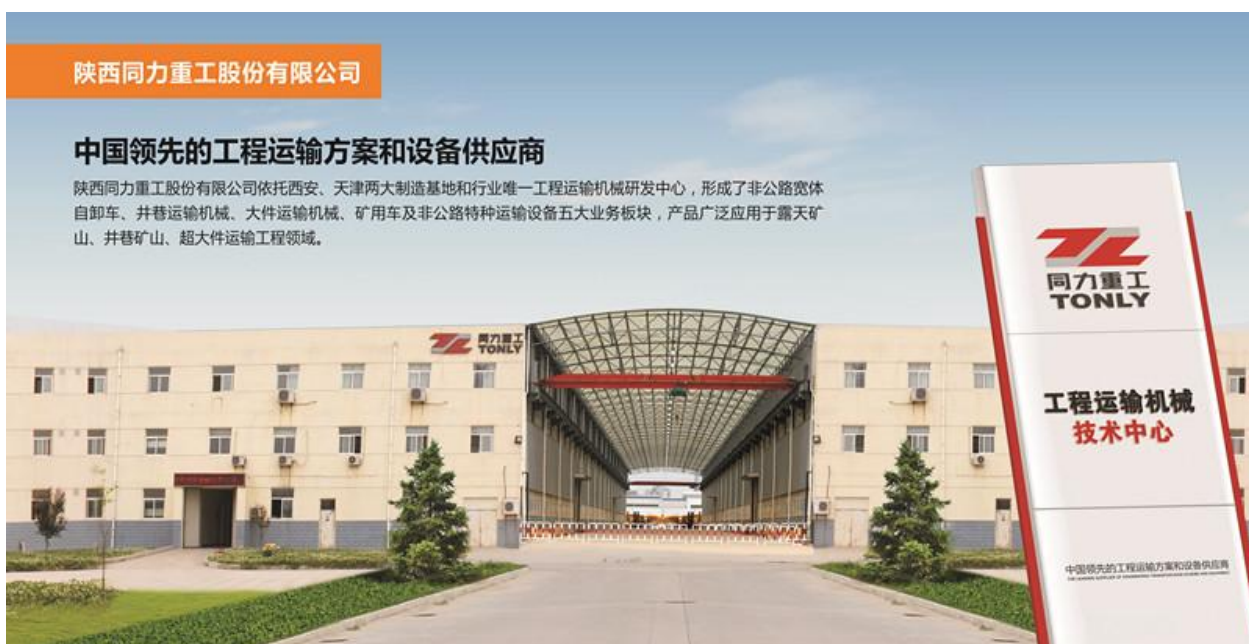 陕西同力重工股份有限公司
中国领先的工程运输方案和设备供应商
陕西同力重工股份有限公司依托西安、天津两大制造基地和行业唯一工程运输机械研发中心，形成了非公路宽体
自卸车、井巷运输机械、大件运输机械、矿用车及非公路特种运输设备五大业务板块，产品广泛应用于露天矿
山、井巷矿山、超大件运输工程领域。
同力重工
TONLY
同力重工
TONLY
工程运输机械
技术中心
中国领先的工程运输方案和设备供应商